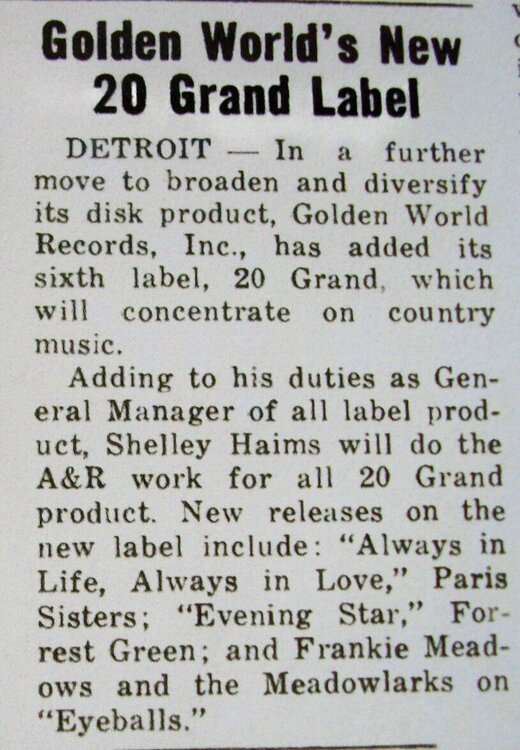 Golden World's New
20 Grand Label
DETROIT — In a further
move to broaden and diversify
its disk product, Golden World
Records, Inc., has added its
sixth label, 20 Grand, which
will concentrate on country
music.
Adding to his duties as Gen-
eral Manager of all label prod-
uct, Shelley Haims will do the
A&R work for all 20 Grand
product. New releases on the
new label include: “Always in
Life, Always in Love,” Paris
Sisters; “Evening Star,” For-
rest Green; and Frankie Mead-
ows and the Meadowlarks on
“Eyeballs.”